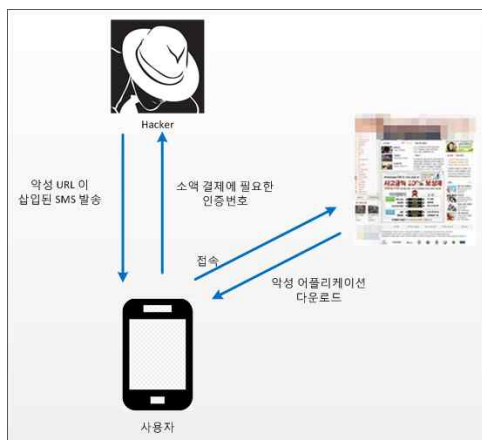 Hacker
악성 URL 이
삽입된 SMS 발송
소액 결제에 필요한
인증번호
접속
악성 어플리케이션
다운로드
사용자